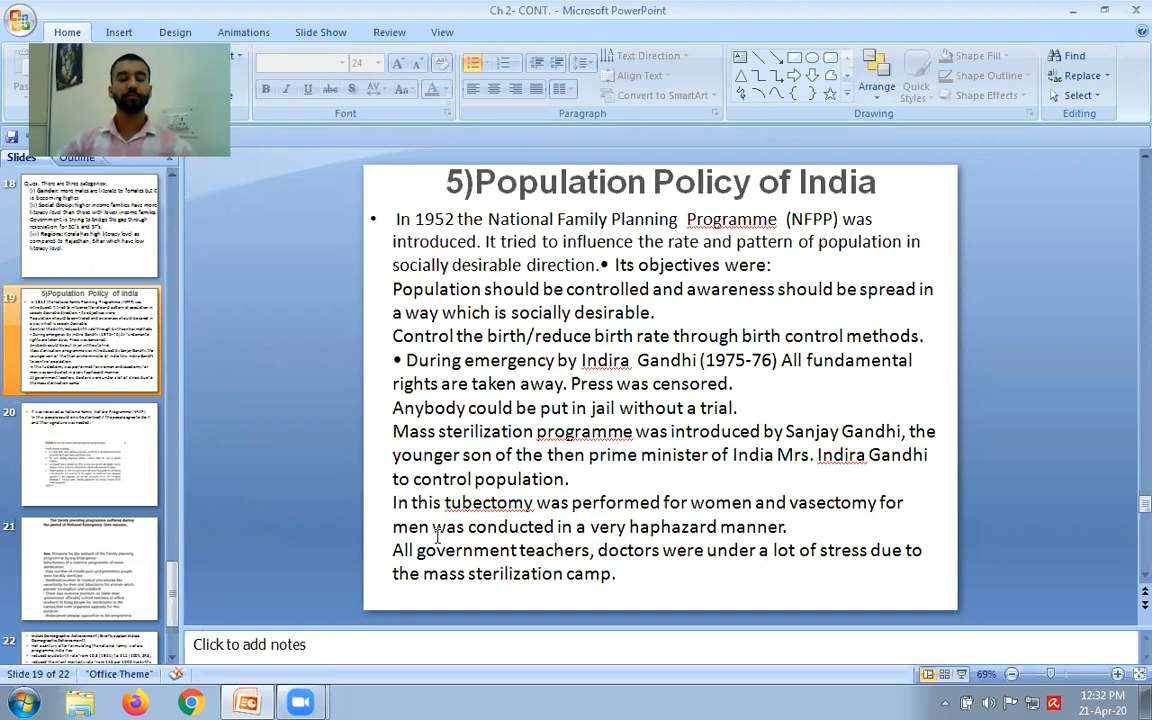 Ch 2- CONT. - Microsoft PowerPoint
Home
Insert
Design
Animations
Slide Show
Review
View
24
Text Direction
Align Text
Convert to SmartArt
Arrange
Quick Styles
Shape Fill
Shape Outline
Shape Effects
Find
Replace
Select
Font
Paragraph
Drawing
Editing
Slides
Outline
18
19
20
21
22
5)Population Policy of India
• In 1952 the National Family Planning Programme (NFPP) was
introduced. It tried to influence the rate and pattern of population in
socially desirable direction.• Its objectives were:
Population should be controlled and awareness should be spread in
a way which is socially desirable.
Control the birth/reduce birth rate through birth control methods.
• During emergency by Indira Gandhi (1975-76) All fundamental
rights are taken away. Press was censored.
Anybody could be put in jail without a trial.
Mass sterilization programme was introduced by Sanjay Gandhi, the
younger son of the then prime minister of India Mrs. Indira Gandhi
to control population.
In this tubectomy was performed for women and vasectomy for
men was conducted in a very haphazard manner.
All government teachers, doctors were under a lot of stress due to
the mass sterilization camp.
Click to add notes
Slide 19 of 22
"Office Theme"
69%
12:32 PM
21-Apr-20